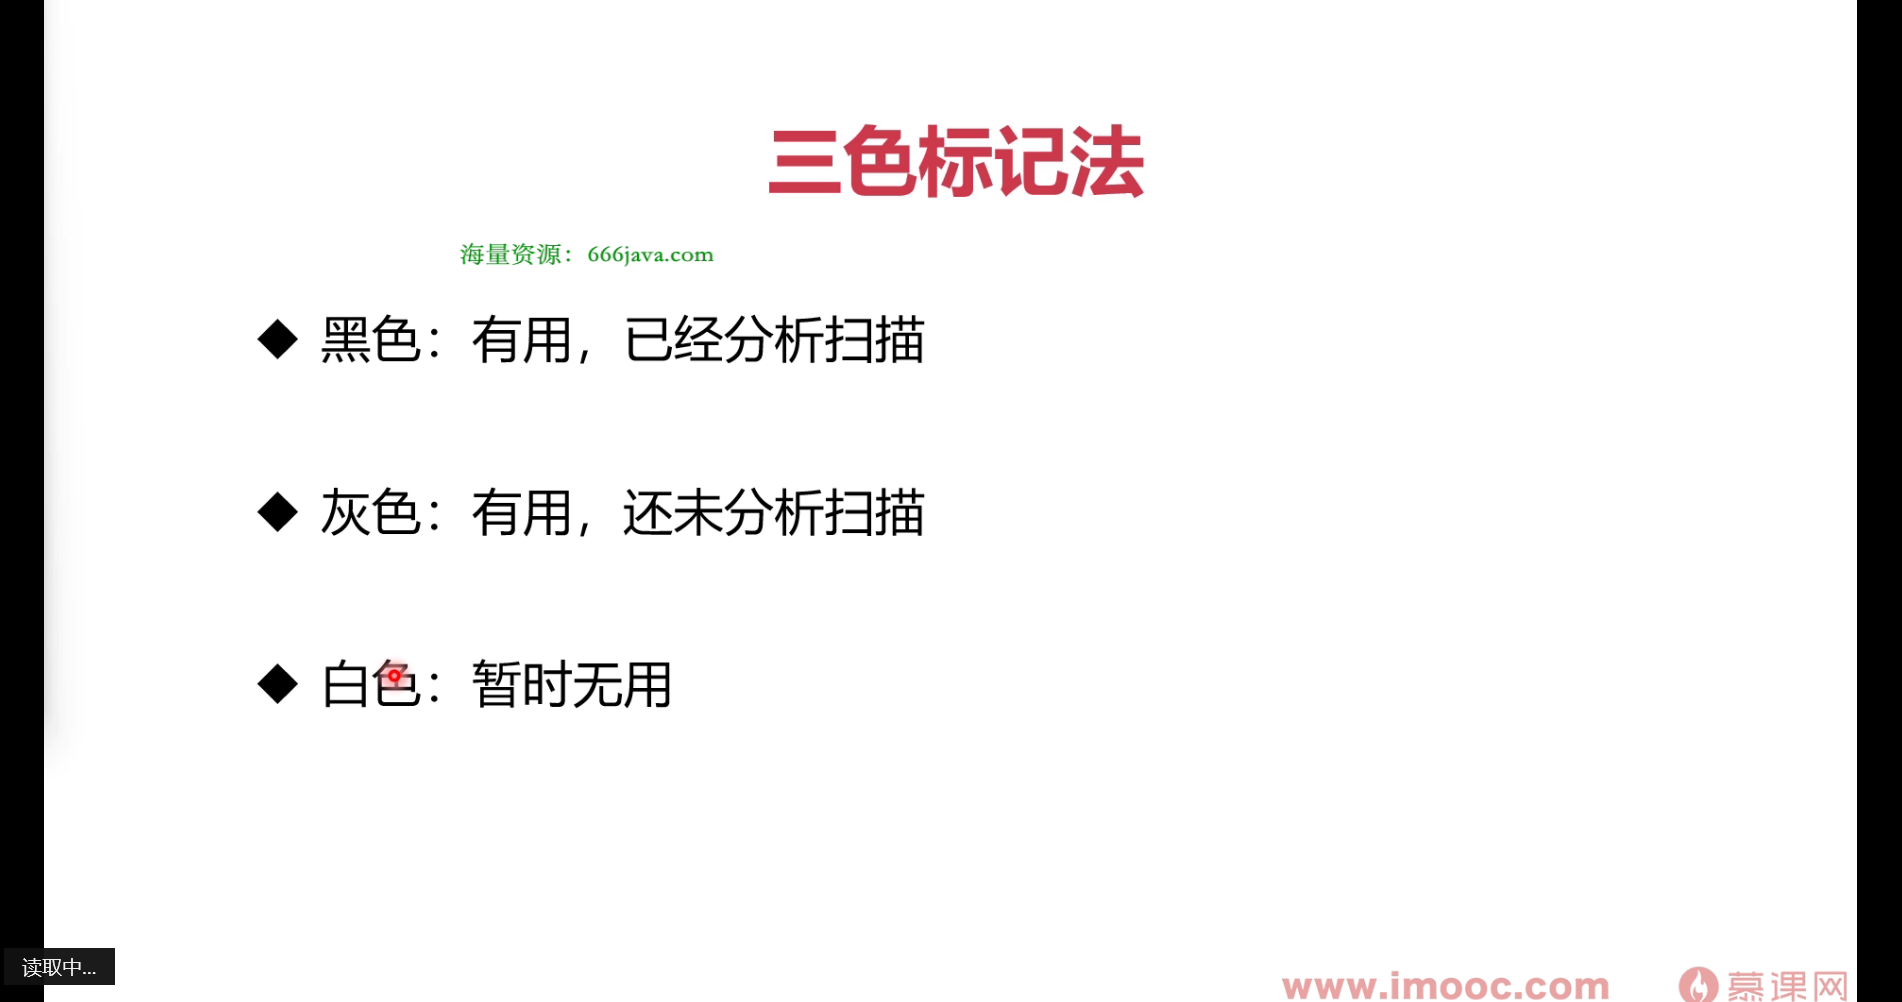 三色标记法
海量资源：666java.com
◆ 黑色：有用，已经分析扫描
◆ 灰色：有用，还未分析扫描
◆ 白色：暂时无用
读取中...
www.imooc.com 慕课网